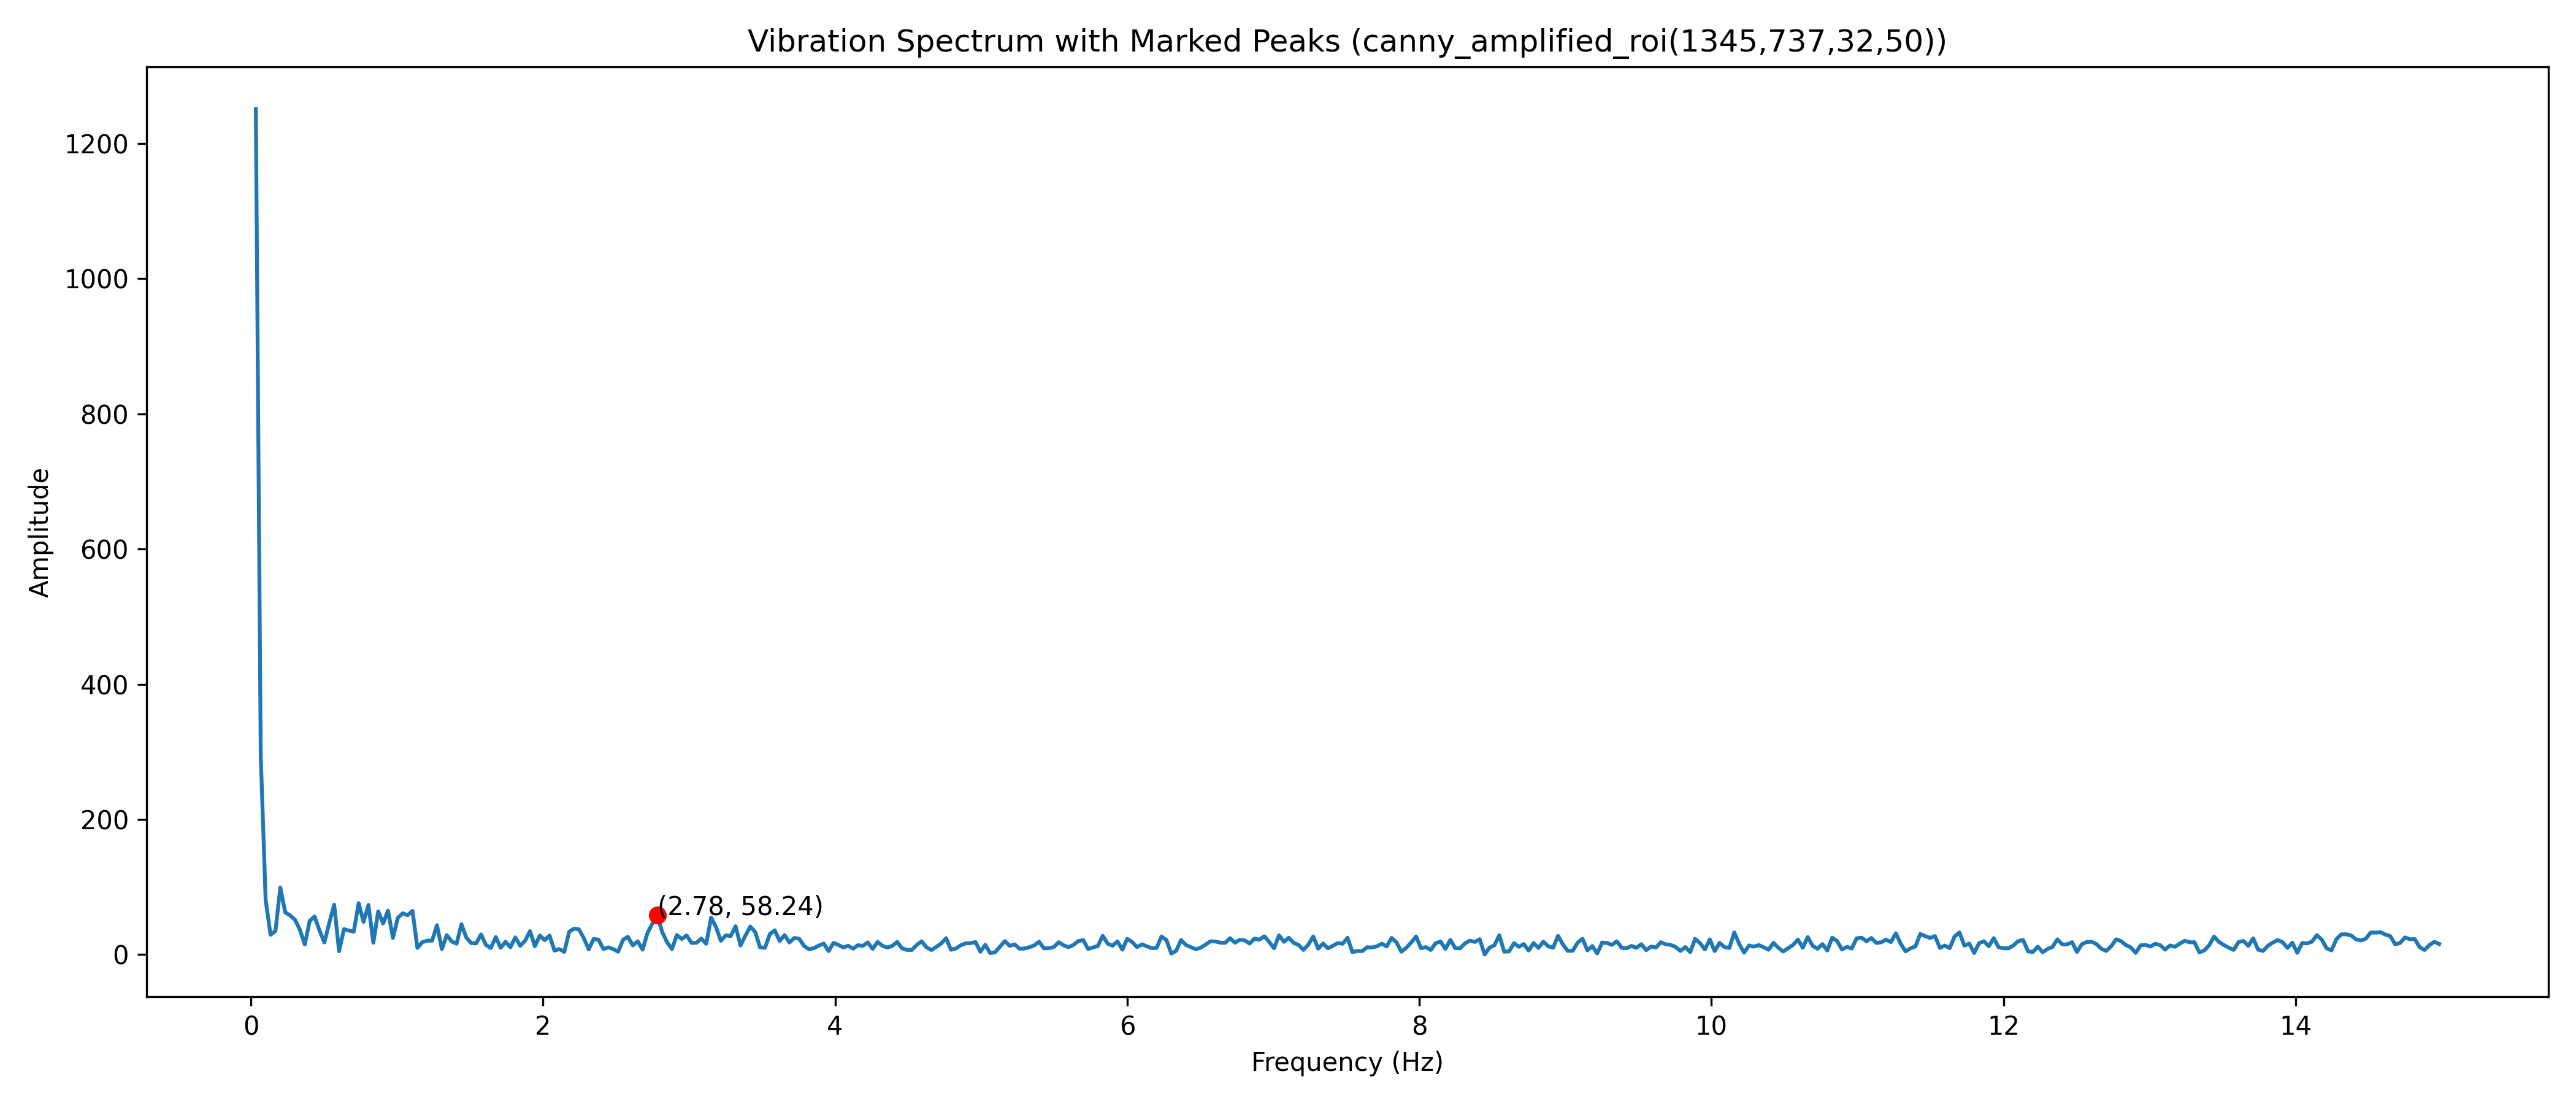 Vibration Spectrum with Marked Peaks (canny_amplified_roi(1345,737,32,50))
1200
1000
800
600
400
200
0
Amplitude
(2.78, 58.24)
0 2 4 6 8 10 12 14
Frequency (Hz)